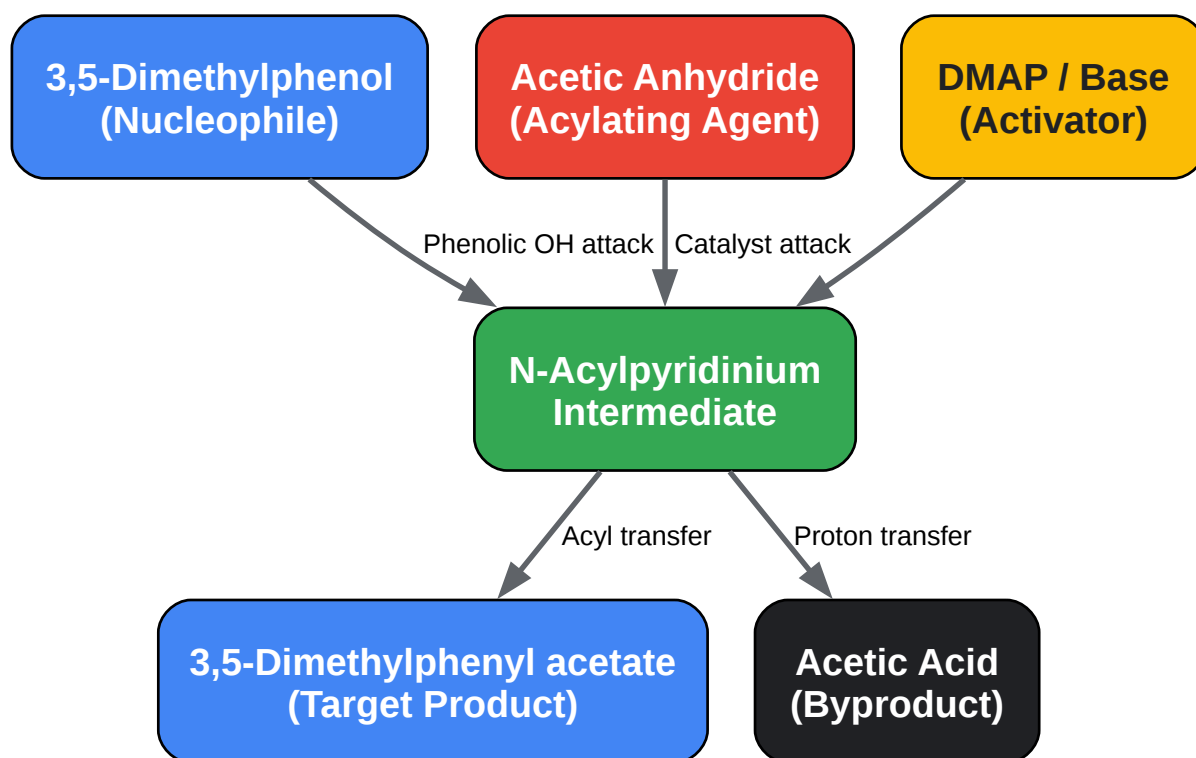 3,5-Dimethylphenol
(Nucleophile)
Acetic Anhydride
(Acylating Agent)
DMAP / Base
(Activator)
Phenolic OH attack
Catalyst attack
N-Acylpyridinium
Intermediate
Acyl transfer
Proton transfer
3,5-Dimethylphenyl acetate
(Target Product)
Acetic Acid
(Byproduct)